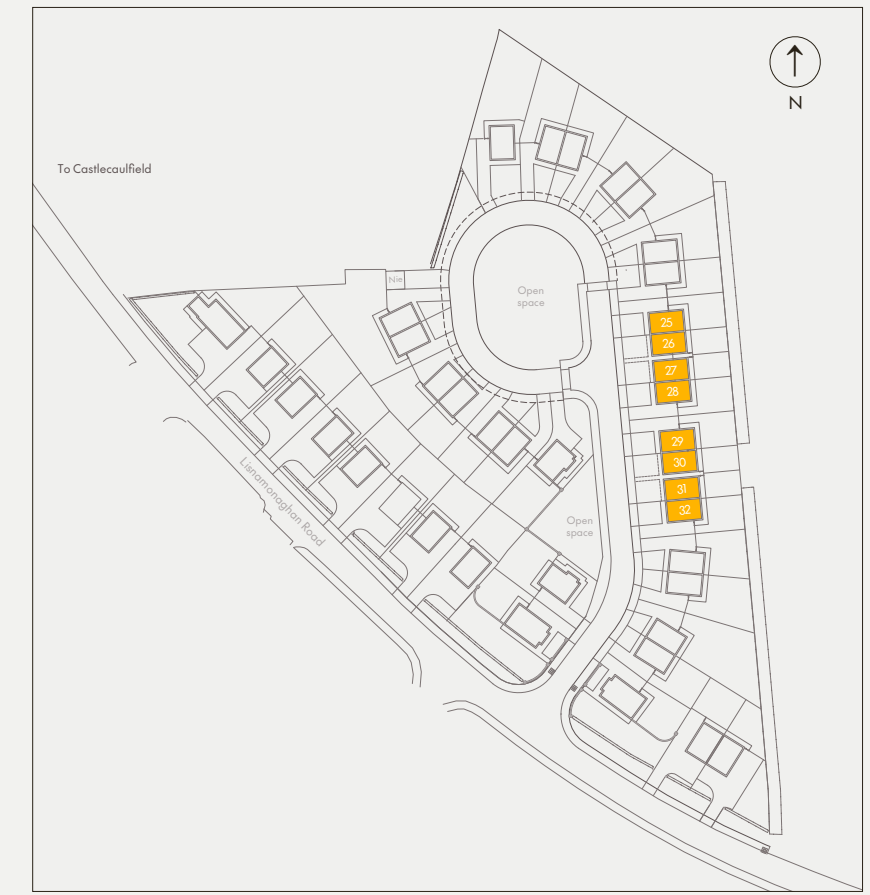 N
To Castlecaulfield
Nie
Open
space
25
26
27
28
29
30
31
32
Lisnamonaghan Road
Open
space